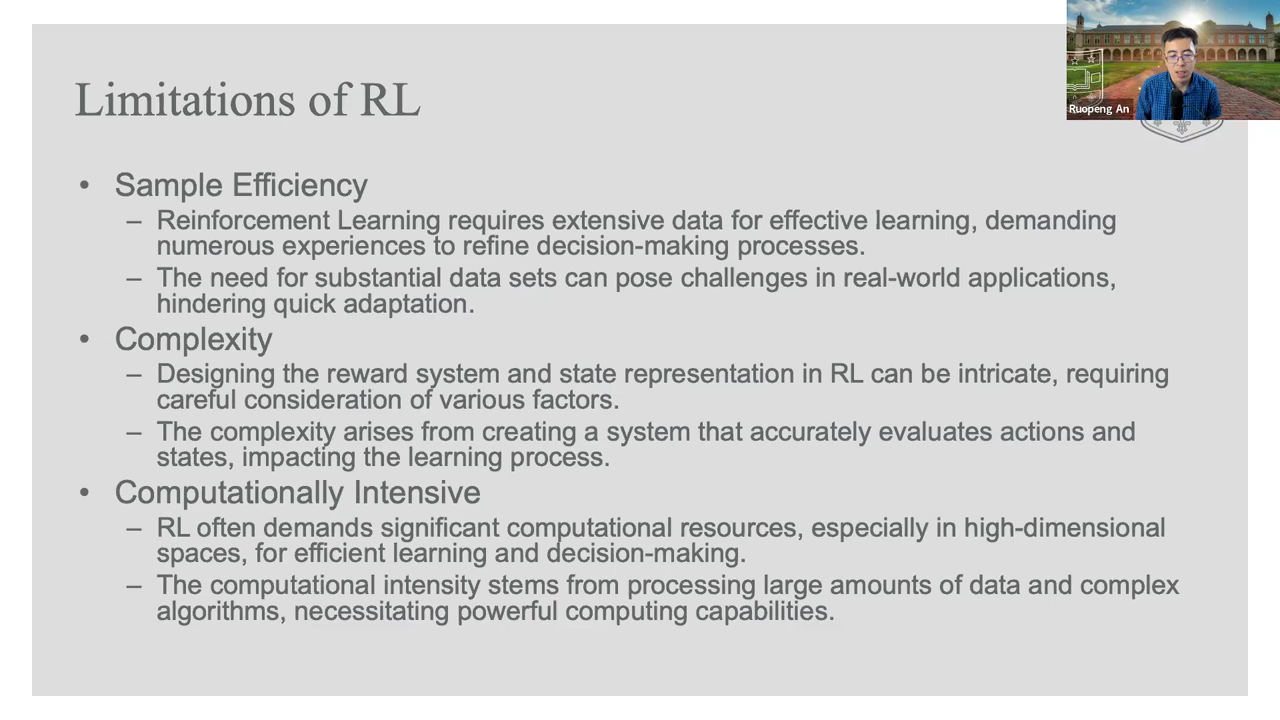 Limitations of RL
Ruopeng An
• Sample Efficiency
– Reinforcement Learning requires extensive data for effective learning, demanding
numerous experiences to refine decision-making processes.
– The need for substantial data sets can pose challenges in real-world applications,
hindering quick adaptation.
• Complexity
– Designing the reward system and state representation in RL can be intricate, requiring
careful consideration of various factors.
– The complexity arises from creating a system that accurately evaluates actions and
states, impacting the learning process.
• Computationally Intensive
– RL often demands significant computational resources, especially in high-dimensional
spaces, for efficient learning and decision-making.
– The computational intensity stems from processing large amounts of data and complex
algorithms, necessitating powerful computing capabilities.